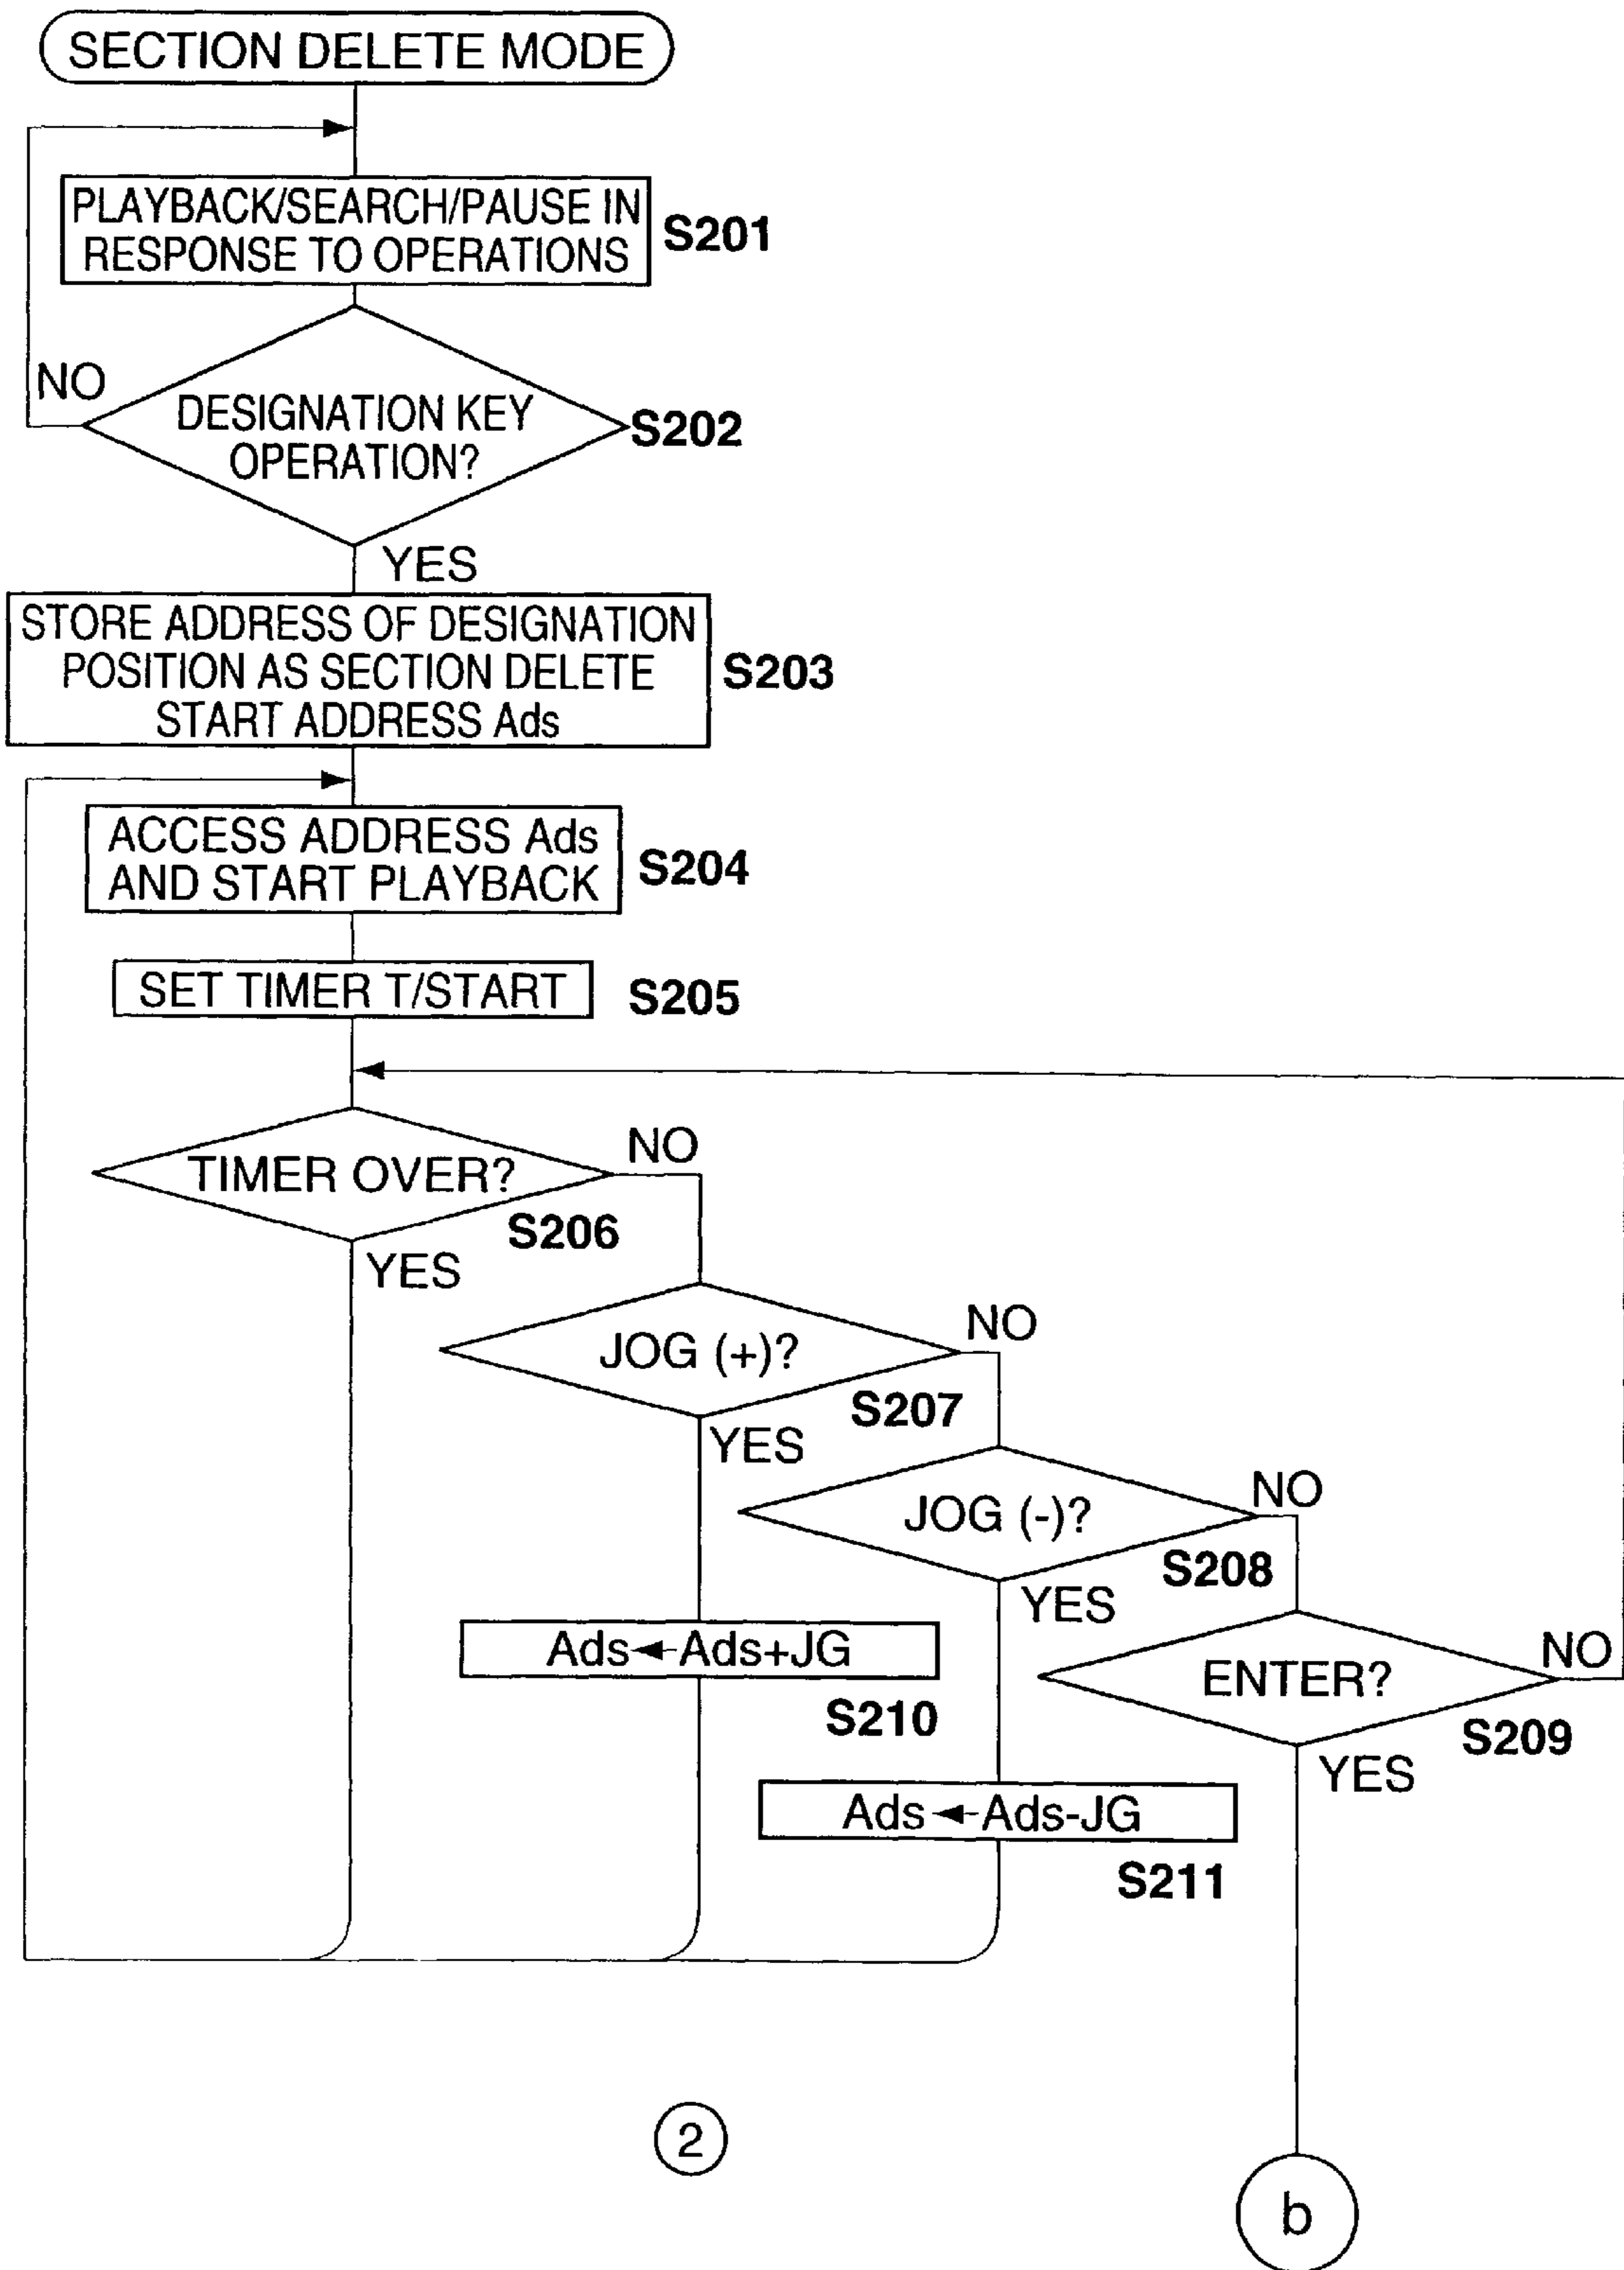 SECTION DELETE MODE
PLAYBACK/SEARCH/PAUSE IN
RESPONSE TO OPERATIONS
S201
NO
DESIGNATION KEY
OPERATION?
S202
YES
STORE ADDRESS OF DESIGNATION
POSITION AS SECTION DELETE
START ADDRESS Ads
S203
ACCESS ADDRESS Ads
AND START PLAYBACK
S204
SET TIMER T/START
S205
TIMER OVER?
NO
S206
YES
JOG (+)?
NO
S207
YES
JOG (-)?
NO
S208
YES
Ads←Ads+JG
S210
ENTER?
NO
S209
YES
Ads←Ads-JG
S211
2
b